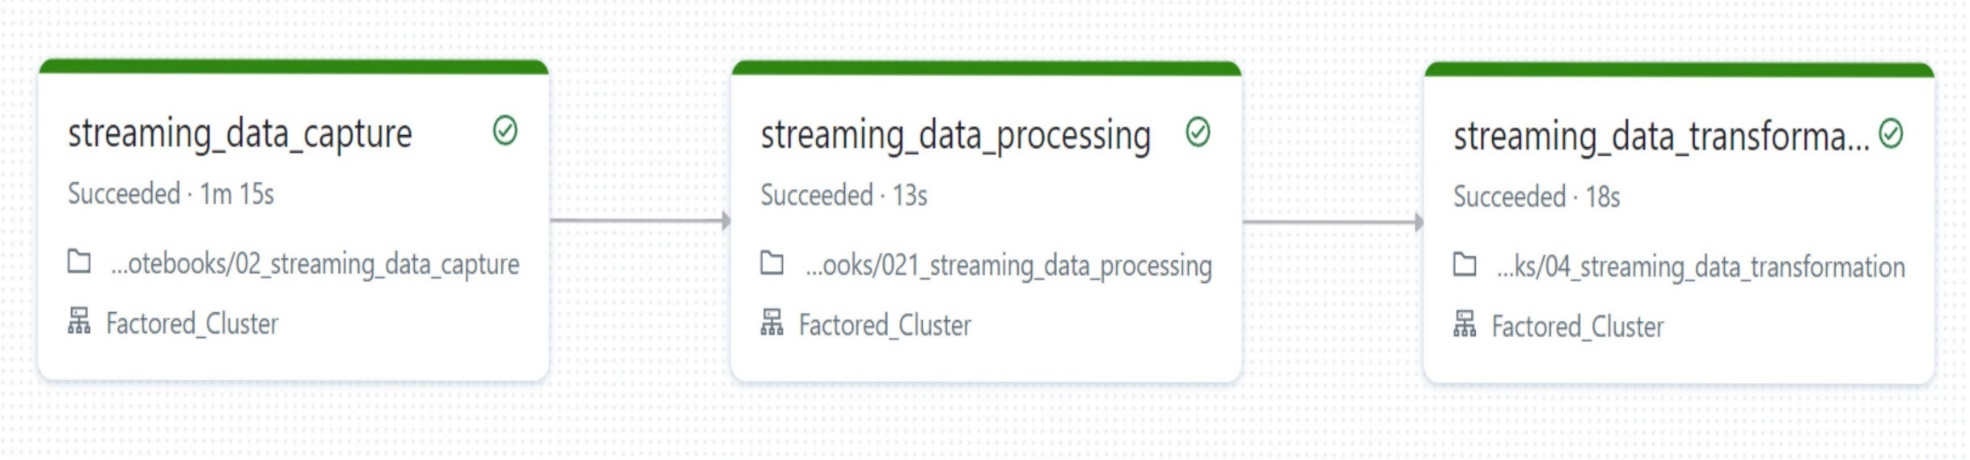 streaming_data_capture
Succeeded · 1m 15s
...otebooks/02_streaming_data_capture
Factored_Cluster
streaming_data_processing
Succeeded · 13s
...ooks/021_streaming_data_processing
Factored_Cluster
streaming_data_transforma...
Succeeded · 18s
...ks/04_streaming_data_transformation
Factored_Cluster